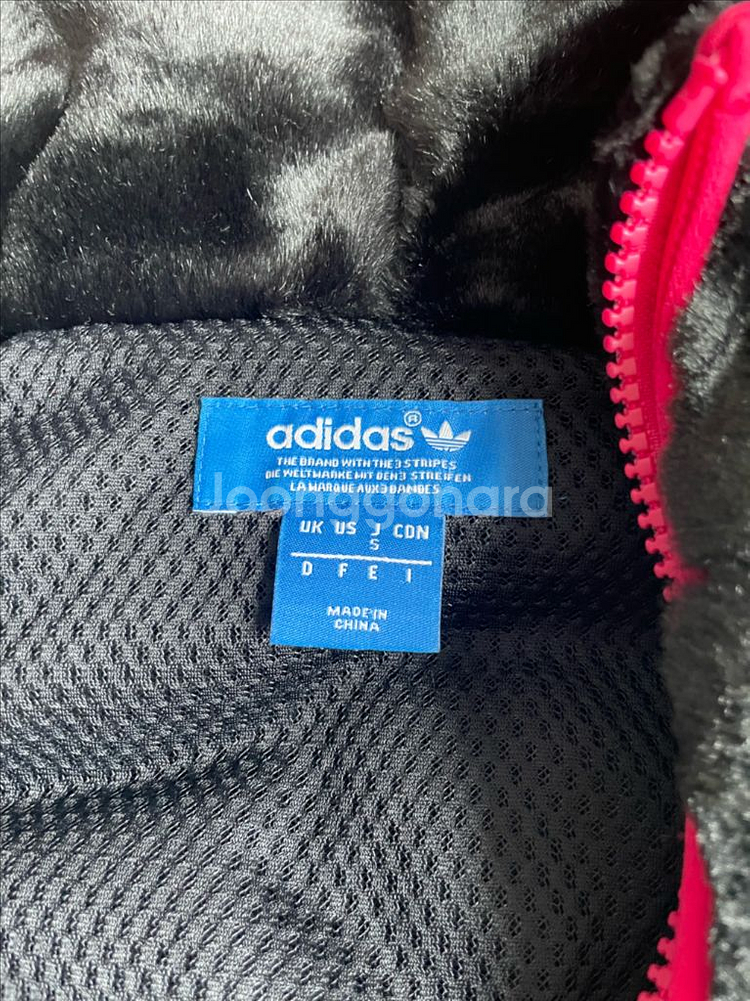 adidas®
THE BRAND WITH THE 3 STRIPES
DIE WELTMARKE MIT DEN 3 STREIFEN
LA MARQUE AUX 3 BANDES
Joonggonara
UK US J CDN
S
D F E I
MADE IN
CHINA